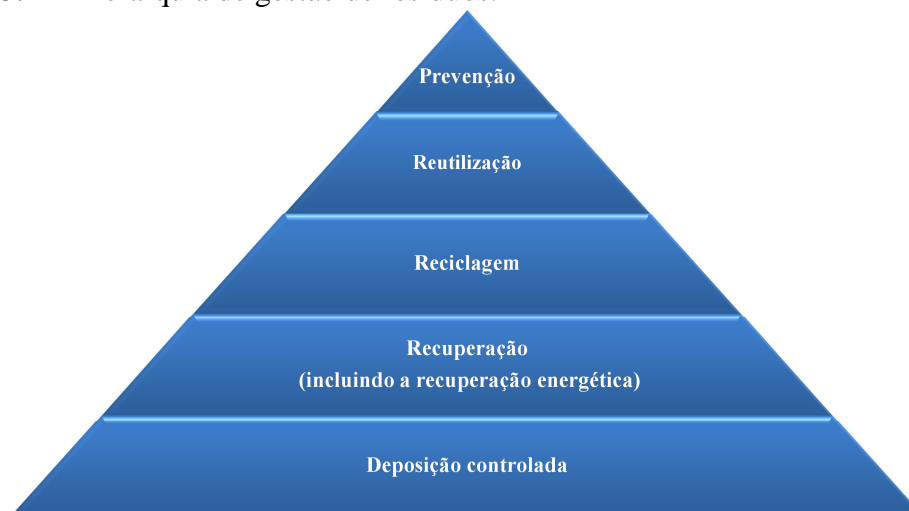 Prevenção
Reutilização
Reciclagem
Recuperação
(incluindo a recuperação energética)
Deposição controlada